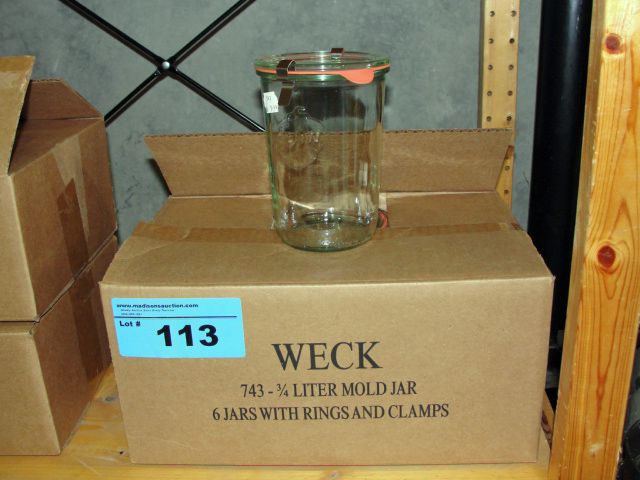 www.madisonsauction.com
Lot # 113
WECK
743 - ¾ LITER MOLD JAR
6 JARS WITH RINGS AND CLAMPS